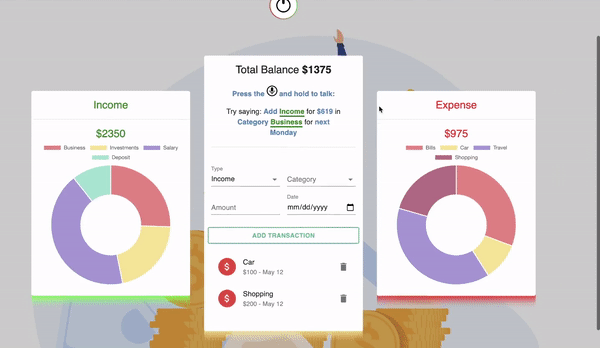 Income
$2350
Business Investments Salary
Deposit
Total Balance $1375
Press the and hold to talk:
Try saying: Add Income for $619 in
Category Business for next
Monday
Type
Income
Category
Amount
Date
mm/dd/yyyy
ADD TRANSACTION
$
Car
$100 - May 12
$
Shopping
$200 - May 12
Expense
$975
Bills Car Travel
Shopping